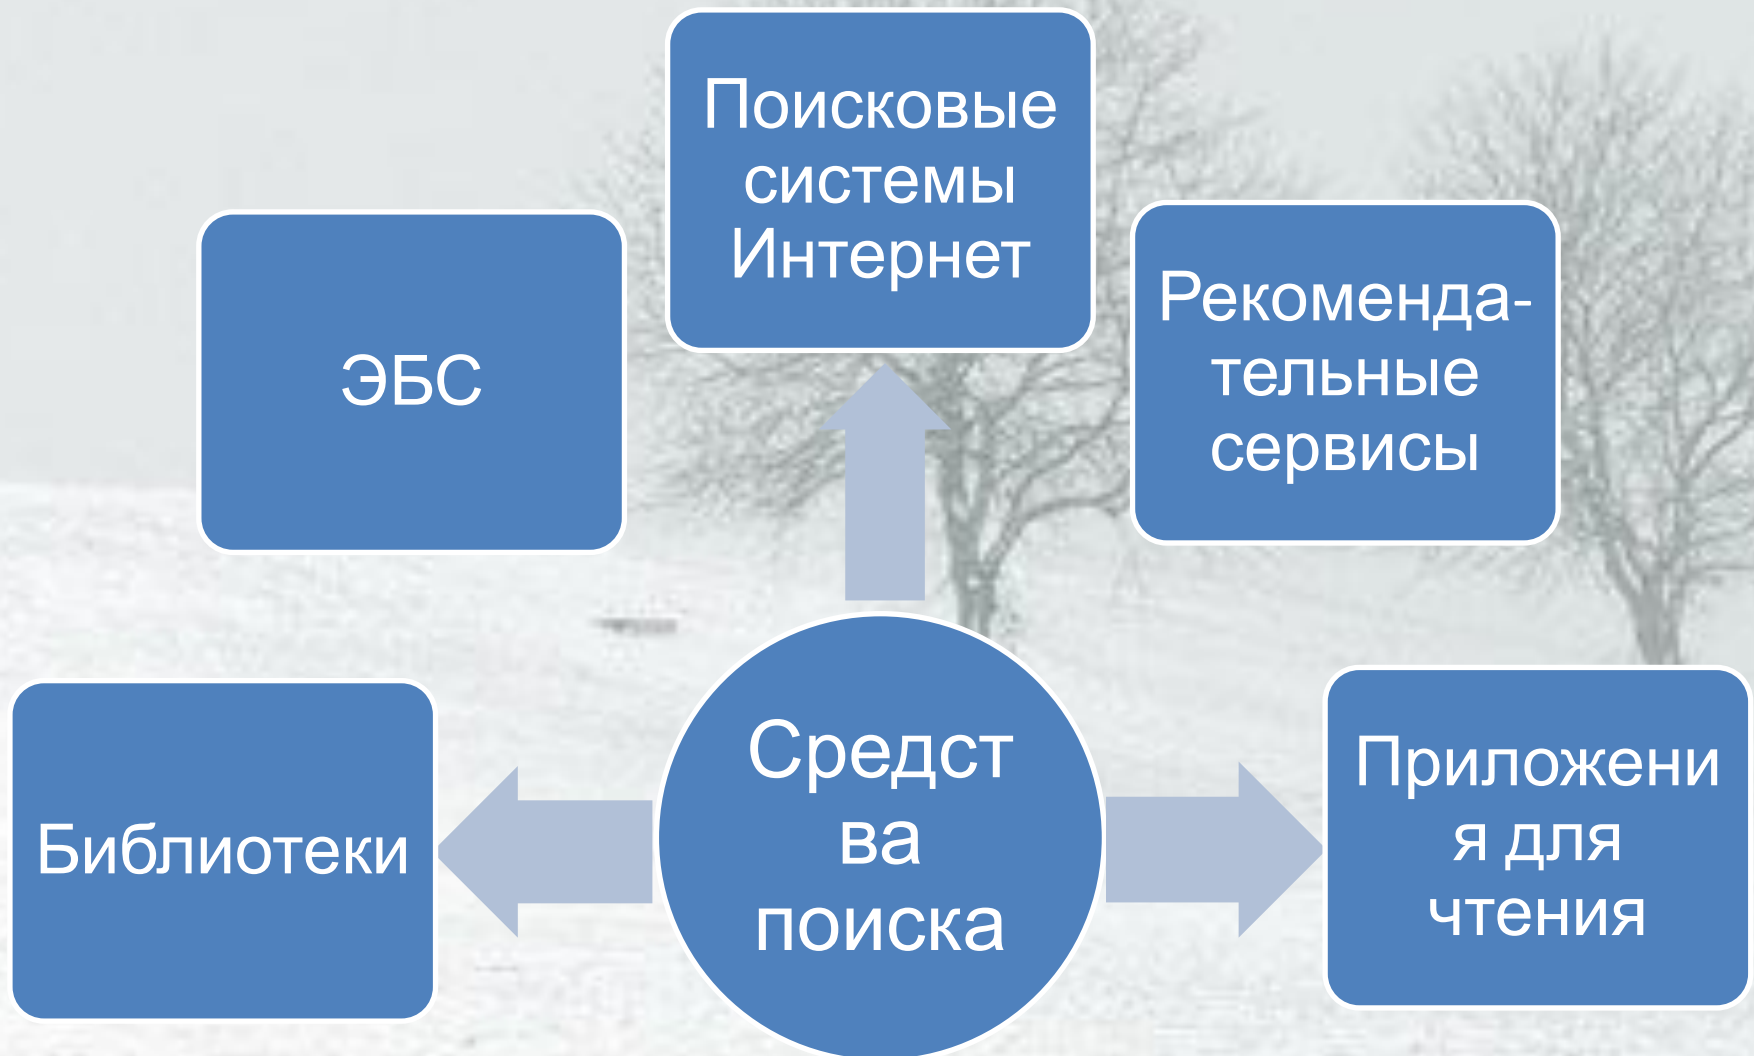 Поисковые
системы
Интернет
ЭБС
Рекоменда-
тельные
сервисы
Библиотеки
Средст
ва
поиска
Приложени
я для
чтения